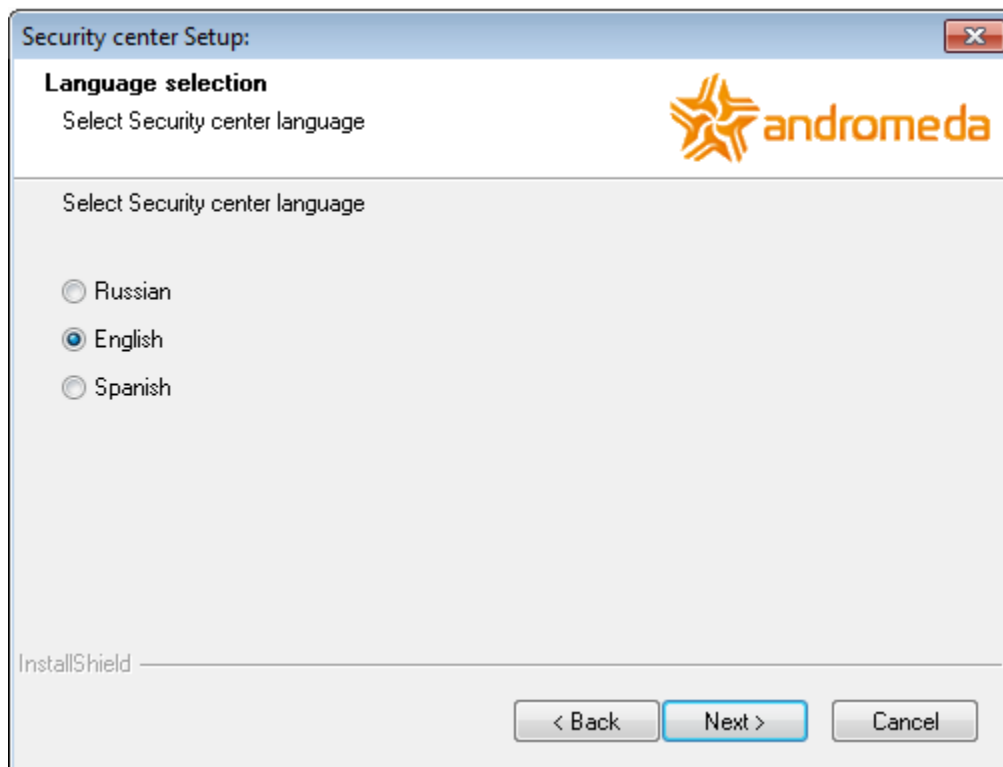 Security center Setup:
Language selection
Select Security center language
andromeda
Select Security center language
Russian
English
Spanish
InstallShield
< Back
Next >
Cancel